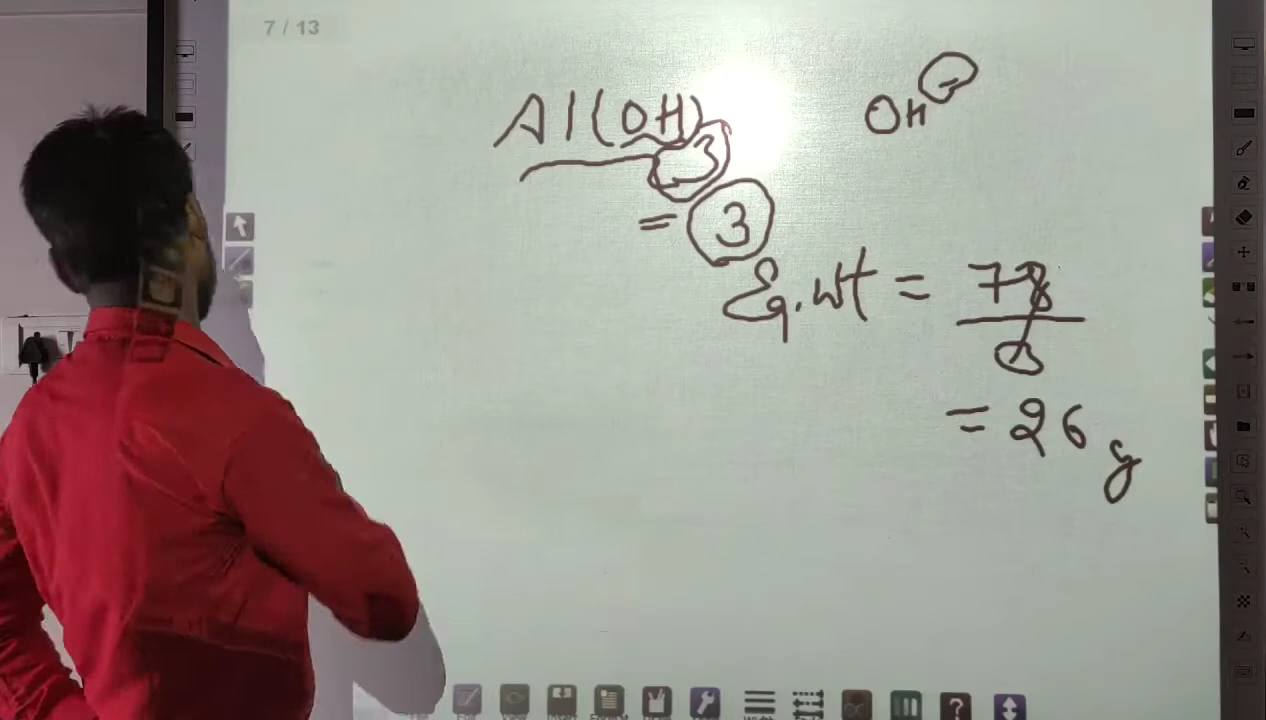 7 / 13
Al(OH)3
OH-
= 3
Eq. wt = 78
3
= 26 g